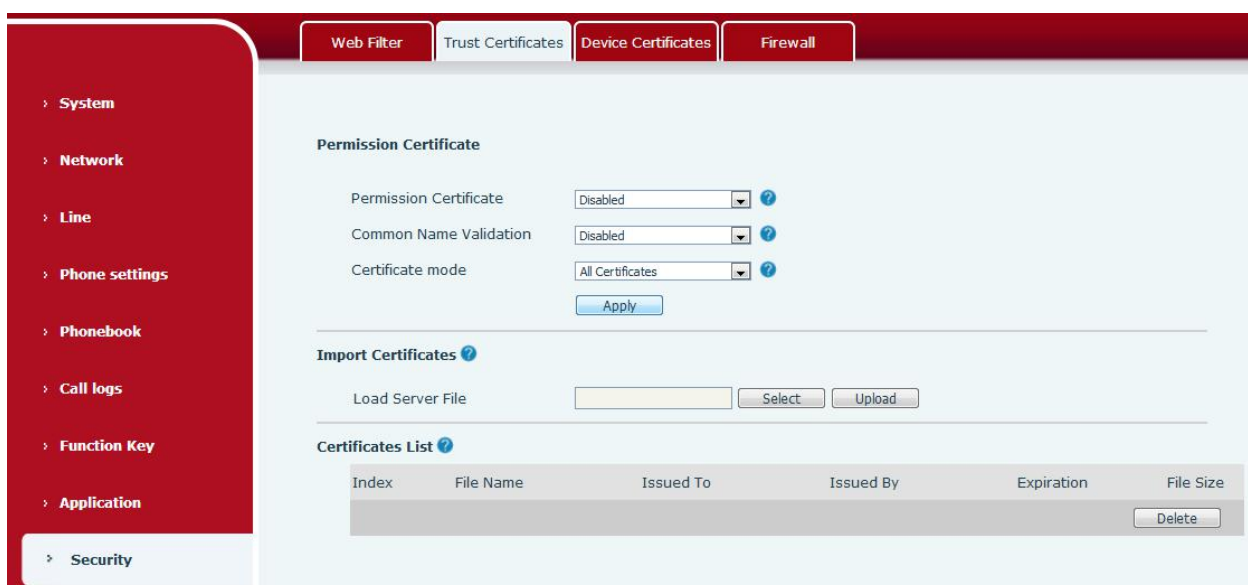 Web Filter
Trust Certificates
Device Certificates
Firewall
System
Network
Line
Phone settings
Phonebook
Call logs
Function Key
Application
Security
Permission Certificate
Permission Certificate Disabled
Common Name Validation Disabled
Certificate mode All Certificates
Apply
Import Certificates
Load Server File Select Upload
Certificates List
Index File Name Issued To Issued By Expiration File Size
Delete